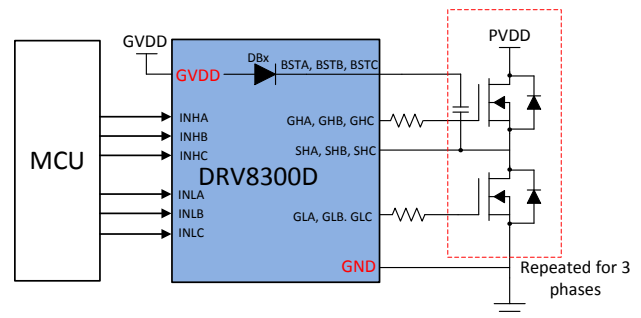 GVDD
PVDD
DBx
BSTA, BSTB, BSTC
GVDD
INHA
GHA, GHB, GHC
INHB
INHC
SHA, SHB, SHC
MCU
DRV8300D
INLA
INLB
GLA, GLB. GLC
INLC
GND
Repeated for 3
phases